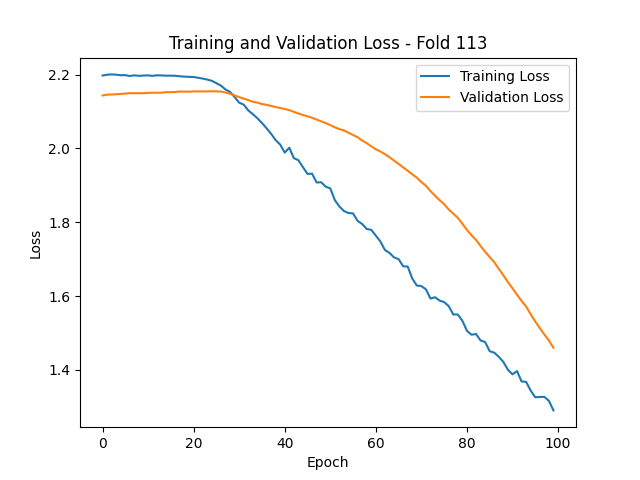 Training and Validation Loss - Fold 113
Training Loss
Validation Loss
Loss
2.2
2.0
1.8
1.6
1.4
0 20 40 60 80 100
Epoch